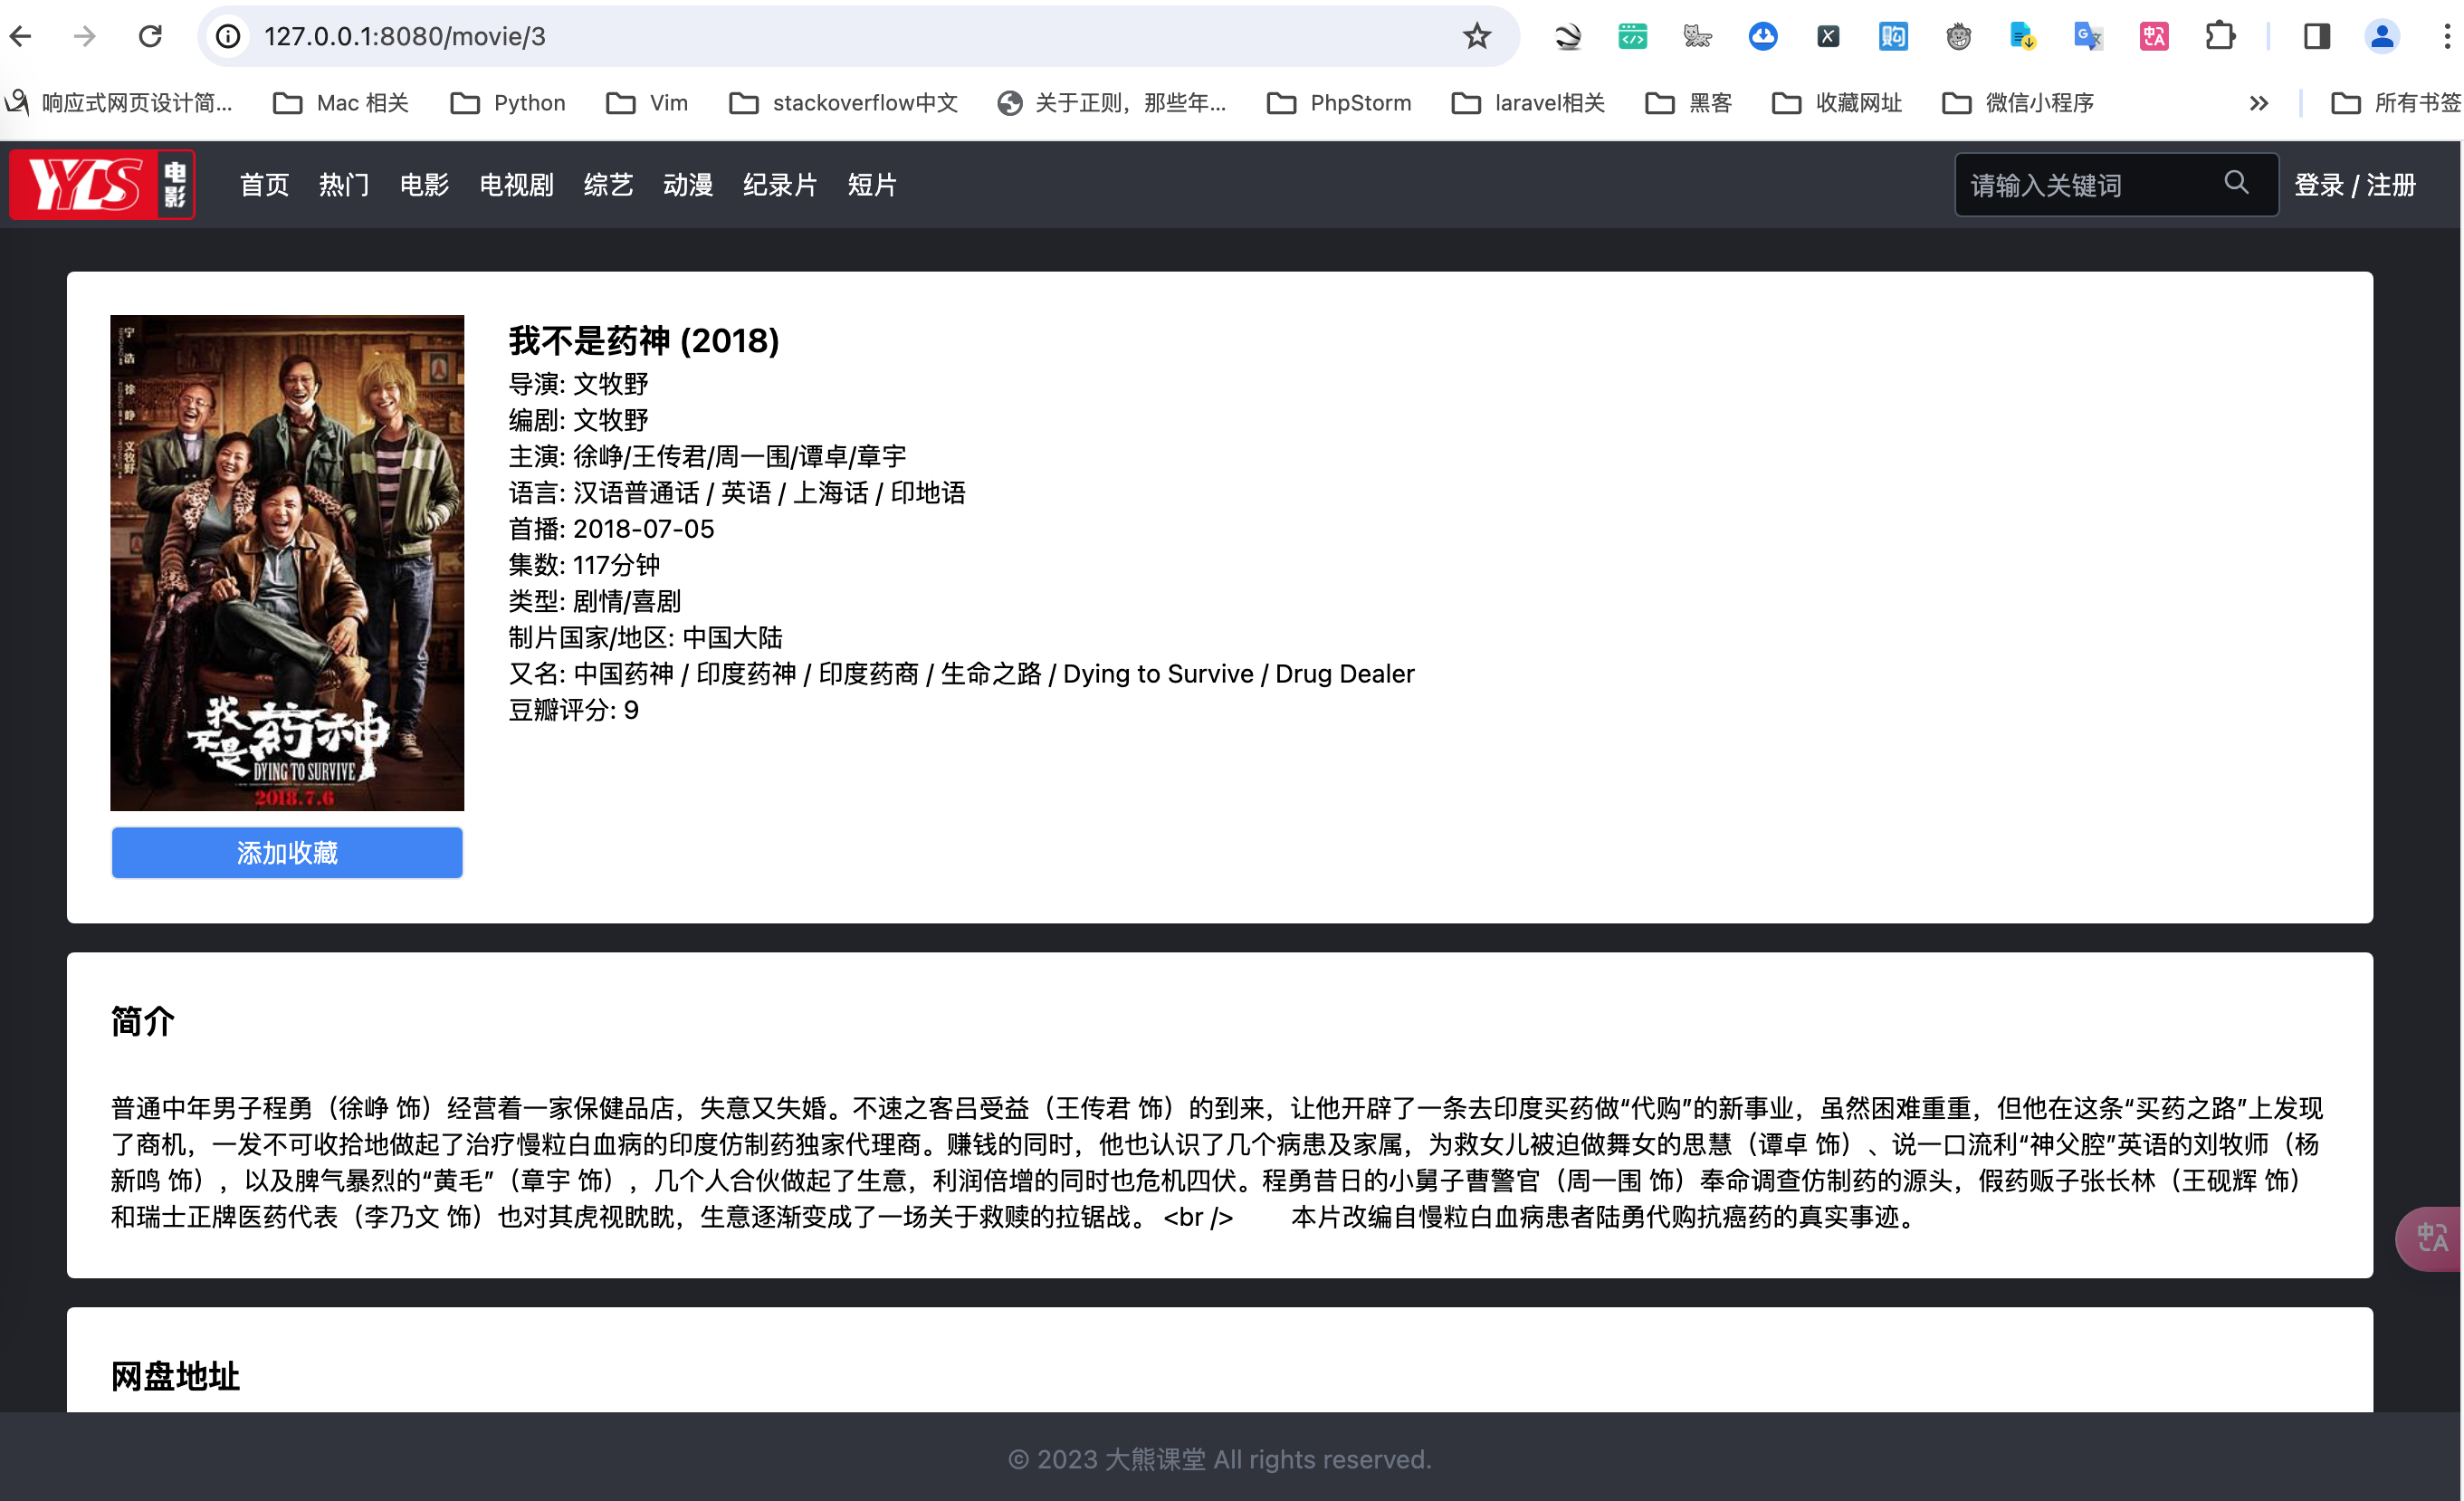 127.0.0.1:8080/movie/3
响应式网页设计简...
Mac 相关
Python
Vim
stackoverflow中文
关于正则，那些年...
PhpStorm
laravel相关
黑客
收藏网址
微信小程序
所有书签
YYDS 电影
首页 热门 电影 电视剧 综艺 动漫 纪录片 短片
请输入关键词
登录 / 注册
宁浩
徐峥
文牧野
我不是药神
DYING TO SURVIVE
2018.7.6
添加收藏
我不是药神 (2018)
导演: 文牧野
编剧: 文牧野
主演: 徐峥/王传君/周一围/谭卓/章宇
语言: 汉语普通话 / 英语 / 上海话 / 印地语
首播: 2018-07-05
集数: 117分钟
类型: 剧情/喜剧
制片国家/地区: 中国大陆
又名: 中国药神 / 印度药神 / 印度药商 / 生命之路 / Dying to Survive / Drug Dealer
豆瓣评分: 9
简介
普通中年男子程勇（徐峥 饰）经营着一家保健品店，失意又失婚。不速之客吕受益（王传君 饰）的到来，让他开辟了一条去印度买药做“代购”的新事业，虽然困难重重，但他在这条“买药之路”上发现
了商机，一发不可收拾地做起了治疗慢粒白血病的印度仿制药独家代理商。赚钱的同时，他也认识了几个病患及家属，为救女儿被迫做舞女的思慧（谭卓 饰）、说一口流利“神父腔”英语的刘牧师（杨
新鸣 饰），以及脾气暴烈的“黄毛”（章宇 饰），几个人合伙做起了生意，利润倍增的同时也危机四伏。程勇昔日的小舅子曹警官（周一围 饰）奉命调查仿制药的源头，假药贩子张长林（王砚辉 饰）
和瑞士正牌医药代表（李乃文 饰）也对其虎视眈眈，生意逐渐变成了一场关于救赎的拉锯战。 <br /> 本片改编自慢粒白血病患者陆勇代购抗癌药的真实事迹。
网盘地址
© 2023 大熊课堂 All rights reserved.